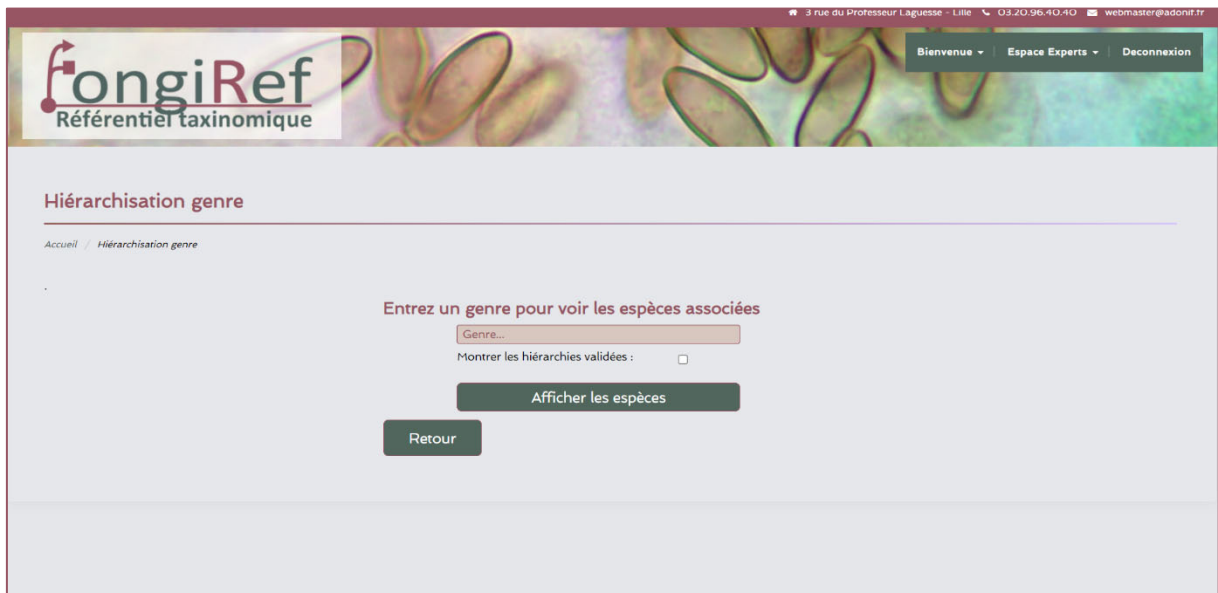 3 rue du Professeur Laguesse - Lille 03.20.96.40.40 webmaster@adonif.fr
Bienvenue Espace Experts Deconnexion
FongiRef
Référentiel taxinomique
Hiérarchisation genre
Accueil / Hiérarchisation genre
.
Entrez un genre pour voir les espèces associées
Genre...
Montrer les hiérarchies validées :
Afficher les espèces
Retour